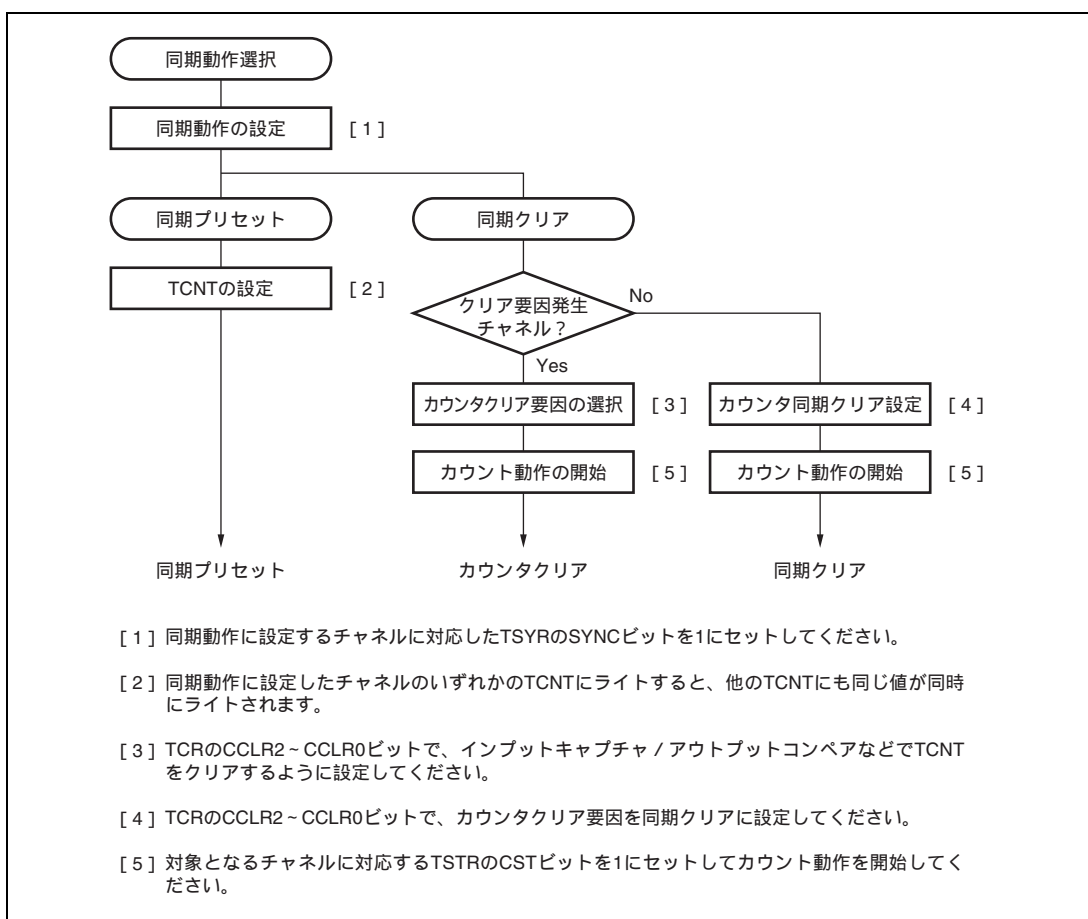 同期動作選択
同期動作の設定 [1]
同期プリセット 同期クリア
TCNTの設定 [2]
クリア要因発生
チャネル？
No
Yes
カウンタクリア要因の選択 [3] カウンタ同期クリア設定 [4]
カウント動作の開始 [5] カウント動作の開始 [5]
同期プリセット カウンタクリア 同期クリア
[1] 同期動作に設定するチャネルに対応したTSYRのSYNCビットを1にセットしてください。
[2] 同期動作に設定したチャネルのいずれかのTCNTにライトすると、他のTCNTにも同じ値が同時
にライトされます。
[3] TCRのCCLR2～CCLR0ビットで、インプットキャプチャ / アウトプットコンペアなどでTCNT
をクリアするように設定してください。
[4] TCRのCCLR2～CCLR0ビットで、カウンタクリア要因を同期クリアに設定してください。
[5] 対象となるチャネルに対応するTSTRのCSTビットを1にセットしてカウント動作を開始してく
ださい。